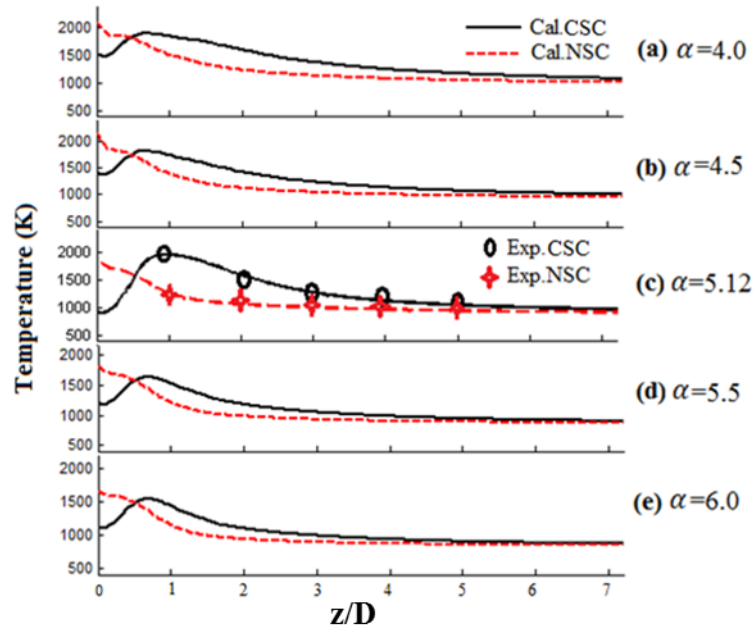 2000
1500
1000
500
Cal.CSC
Cal.NSC
(a) α=4.0
2000
1500
1000
500
(b) α=4.5
2000
1500
1000
500
Exp.CSC
Exp.NSC
(c) α=5.12
2000
1500
1000
500
(d) α=5.5
2000
1500
1000
500
(e) α=6.0
0 1 2 3 4 5 6 7
z/D
Temperature (K)